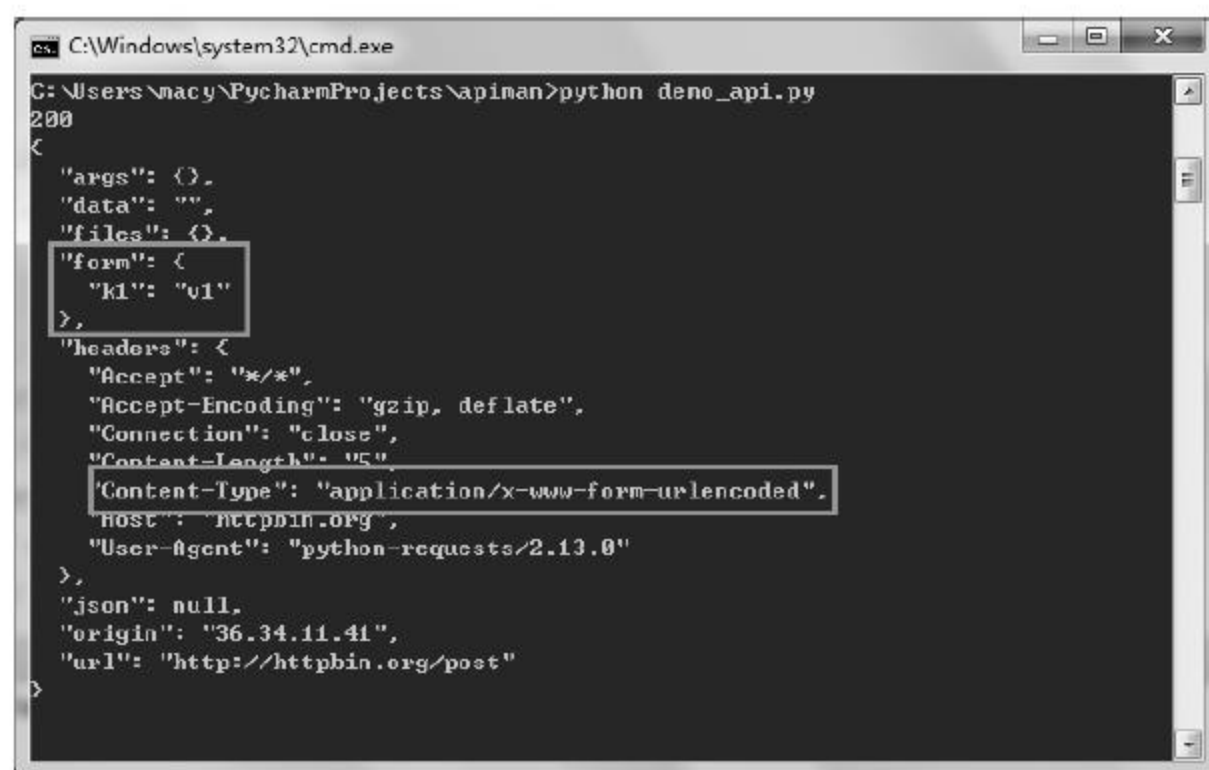 C:\Windows\system32\cmd.exe
C:\Users\macy\PycharmProjects\apiman>python deno_api.py
200
{
"args": {},
"data": "",
"files": {},
"form": {
"k1": "v1"
},
"headers": {
"Accept": "*/*",
"Accept-Encoding": "gzip, deflate",
"Connection": "close",
"Content-Length": "5",
"Content-Type": "application/x-www-form-urlencoded",
"Host": "httpbin.org",
"User-Agent": "python-requests/2.13.0"
},
"json": null,
"origin": "36.34.11.41",
"url": "http://httpbin.org/post"
}